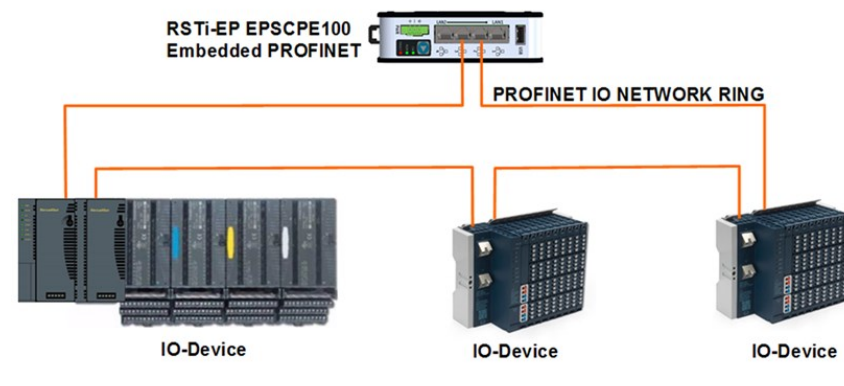 RSTi-EP EPSCPE100
Embedded PROFINET
PROFINET IO NETWORK RING
IO-Device
IO-Device
IO-Device